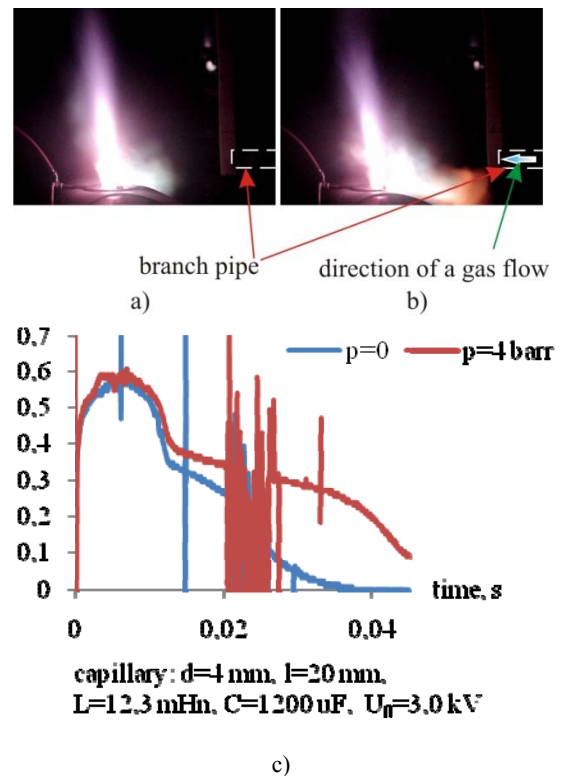 branch pipe direction of a gas flow
a) b)
0,7
0,6
0,5
0,4
0,3
0,2
0,1
0
p=0 p=4 barr
time, s
0 0,02 0,04
capillary: d=4 mm, l=20 mm,
L=12,3 mHn, C=1200 uF, U₀=3,0 kV
c)